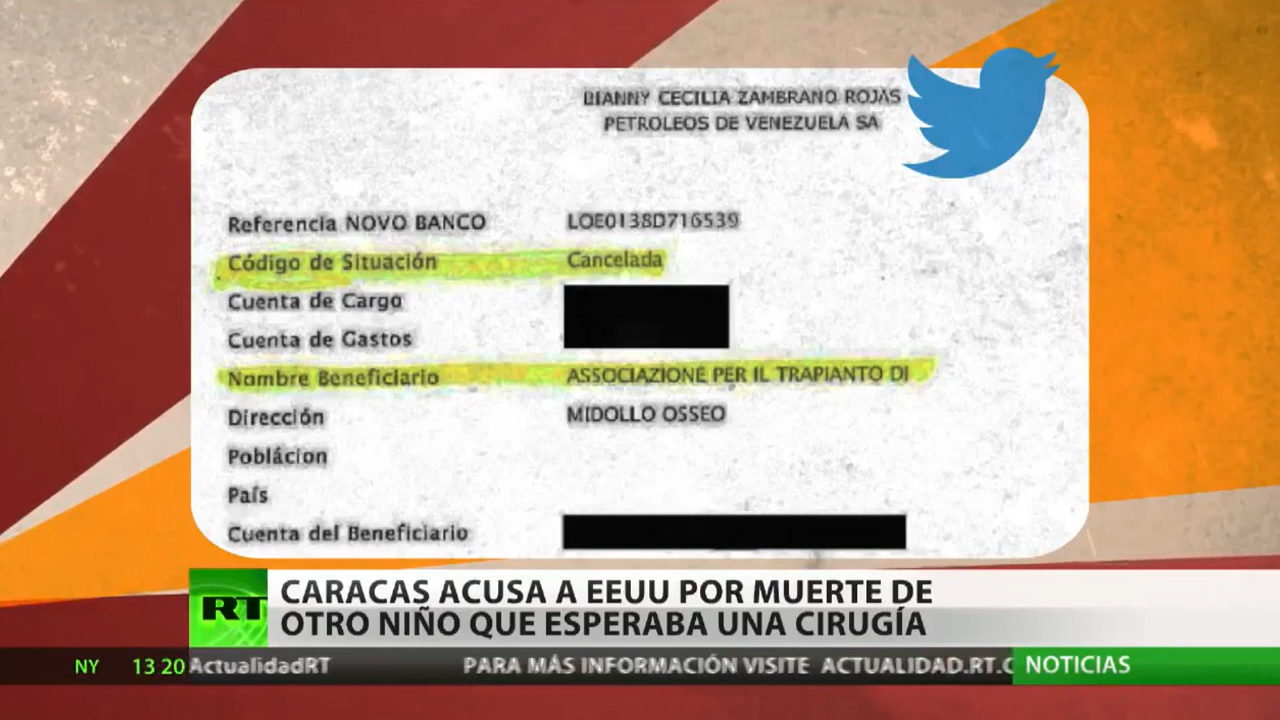 BIANNY CECILIA ZAMBRANO ROJAS
PETROLEOS DE VENEZUELA SA
Referencia NOVO BANCO LOE0138D716539
Código de Situación Cancelada
Cuenta de Cargo
Cuenta de Gastos
Nombre Beneficiario ASSOCIAZIONE PER IL TRAPIANTO DI
Dirección MIDOLLO OSSEO
Poblácion
País
Cuenta del Beneficiario
RT CARACAS ACUSA A EEUU POR MUERTE DE
OTRO NIÑO QUE ESPERABA UNA CIRUGÍA
NY 13 20 ActualidadRT PARA MÁS INFORMACIÓN VISITE ACTUALIDAD.RT.C NOTICIAS